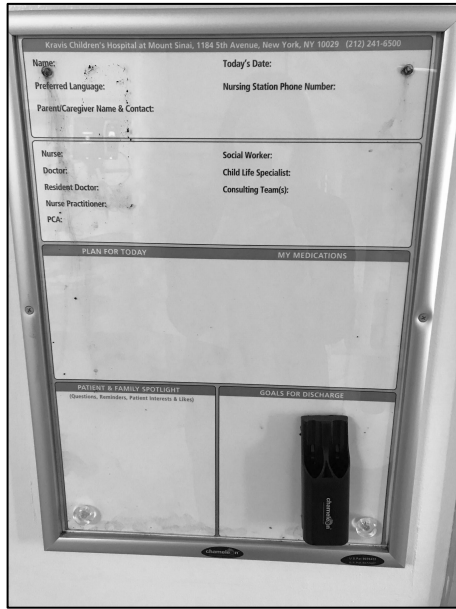 Kravis Children's Hospital at Mount Sinai, 1184 5th Avenue, New York, NY 10029 (212) 241-6500
Name: Today's Date:
Preferred Language: Nursing Station Phone Number:
Parent/Caregiver Name & Contact:
Nurse: Social Worker:
Doctor: Child Life Specialist:
Resident Doctor: Consulting Team(s):
Nurse Practitioner:
PCA:
PLAN FOR TODAY MY MEDICATIONS
PATIENT & FAMILY SPOTLIGHT
(Questions, Reminders, Patient Interests & Likes)
GOALS FOR DISCHARGE
chameleon
chameleon